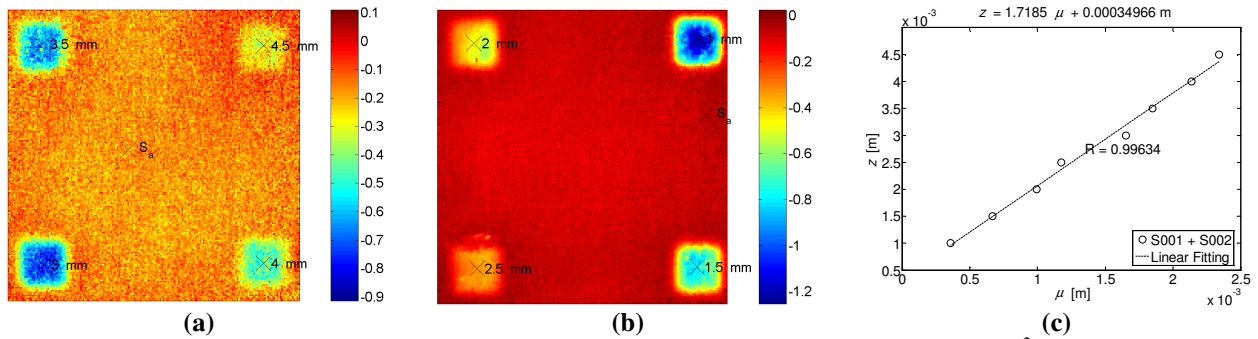 3.5 mm
4.5 mm
S_a
3 mm
4 mm
0.1
0
-0.1
-0.2
-0.3
-0.4
-0.5
-0.6
-0.7
-0.8
-0.9
(a)
2 mm
1 mm
S_a
2.5 mm
1.5 mm
0
-0.2
-0.4
-0.6
-0.8
-1
-1.2
(b)
x 10^-3
z = 1.7185 μ + 0.00034966 m
4.5
4
3.5
3
2.5
2
1.5
1
0.5
z [m]
R = 0.99634
S001 + S002
Linear Fitting
0 0.5 1 1.5 2 2.5
μ [m]
x 10^-3
(c)